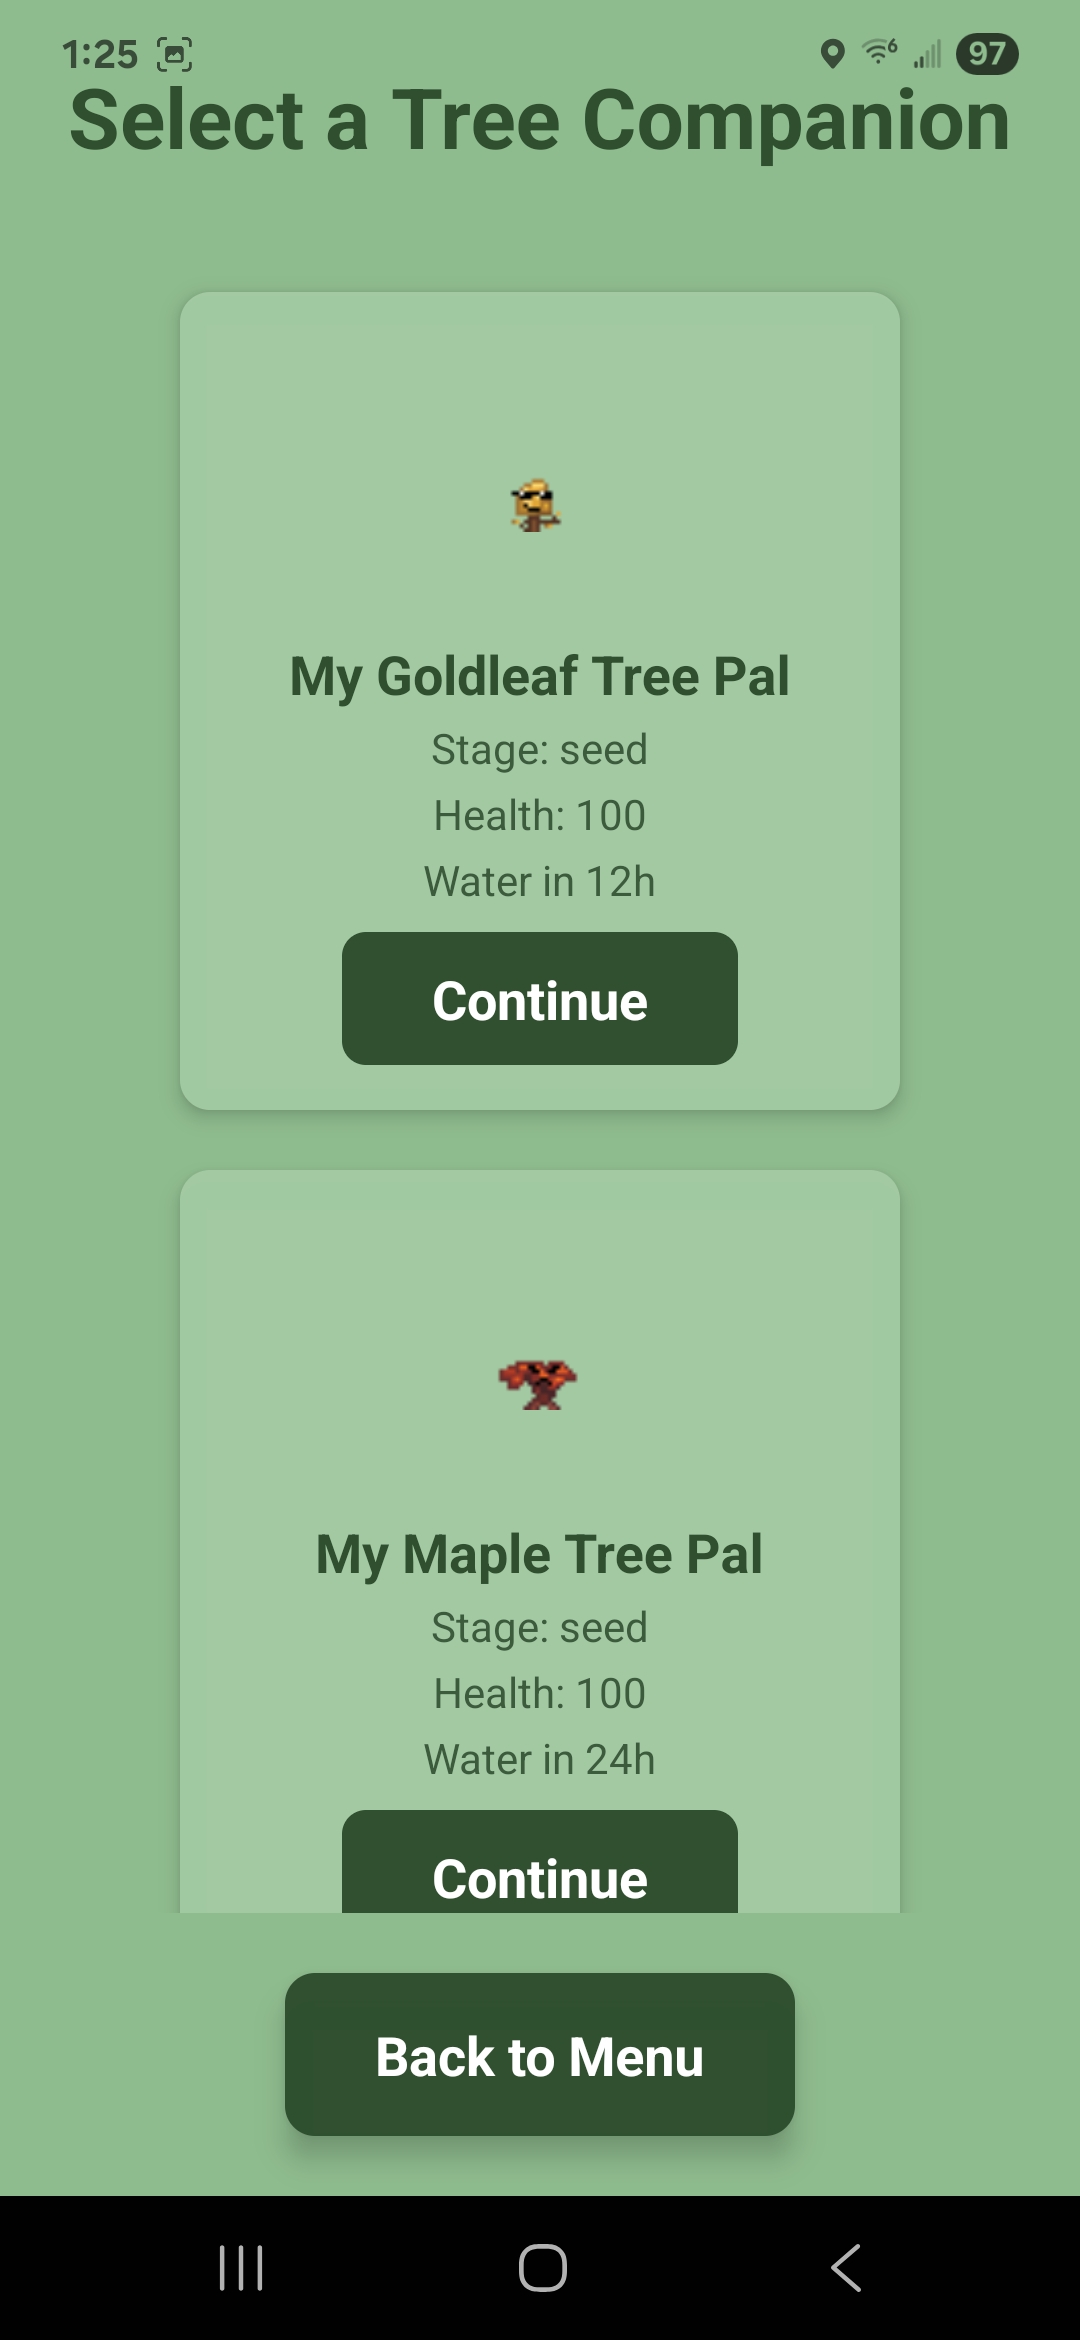 1:25
6
97
Select a Tree Companion
My Goldleaf Tree Pal
Stage: seed
Health: 100
Water in 12h
Continue
My Maple Tree Pal
Stage: seed
Health: 100
Water in 24h
Continue
Back to Menu